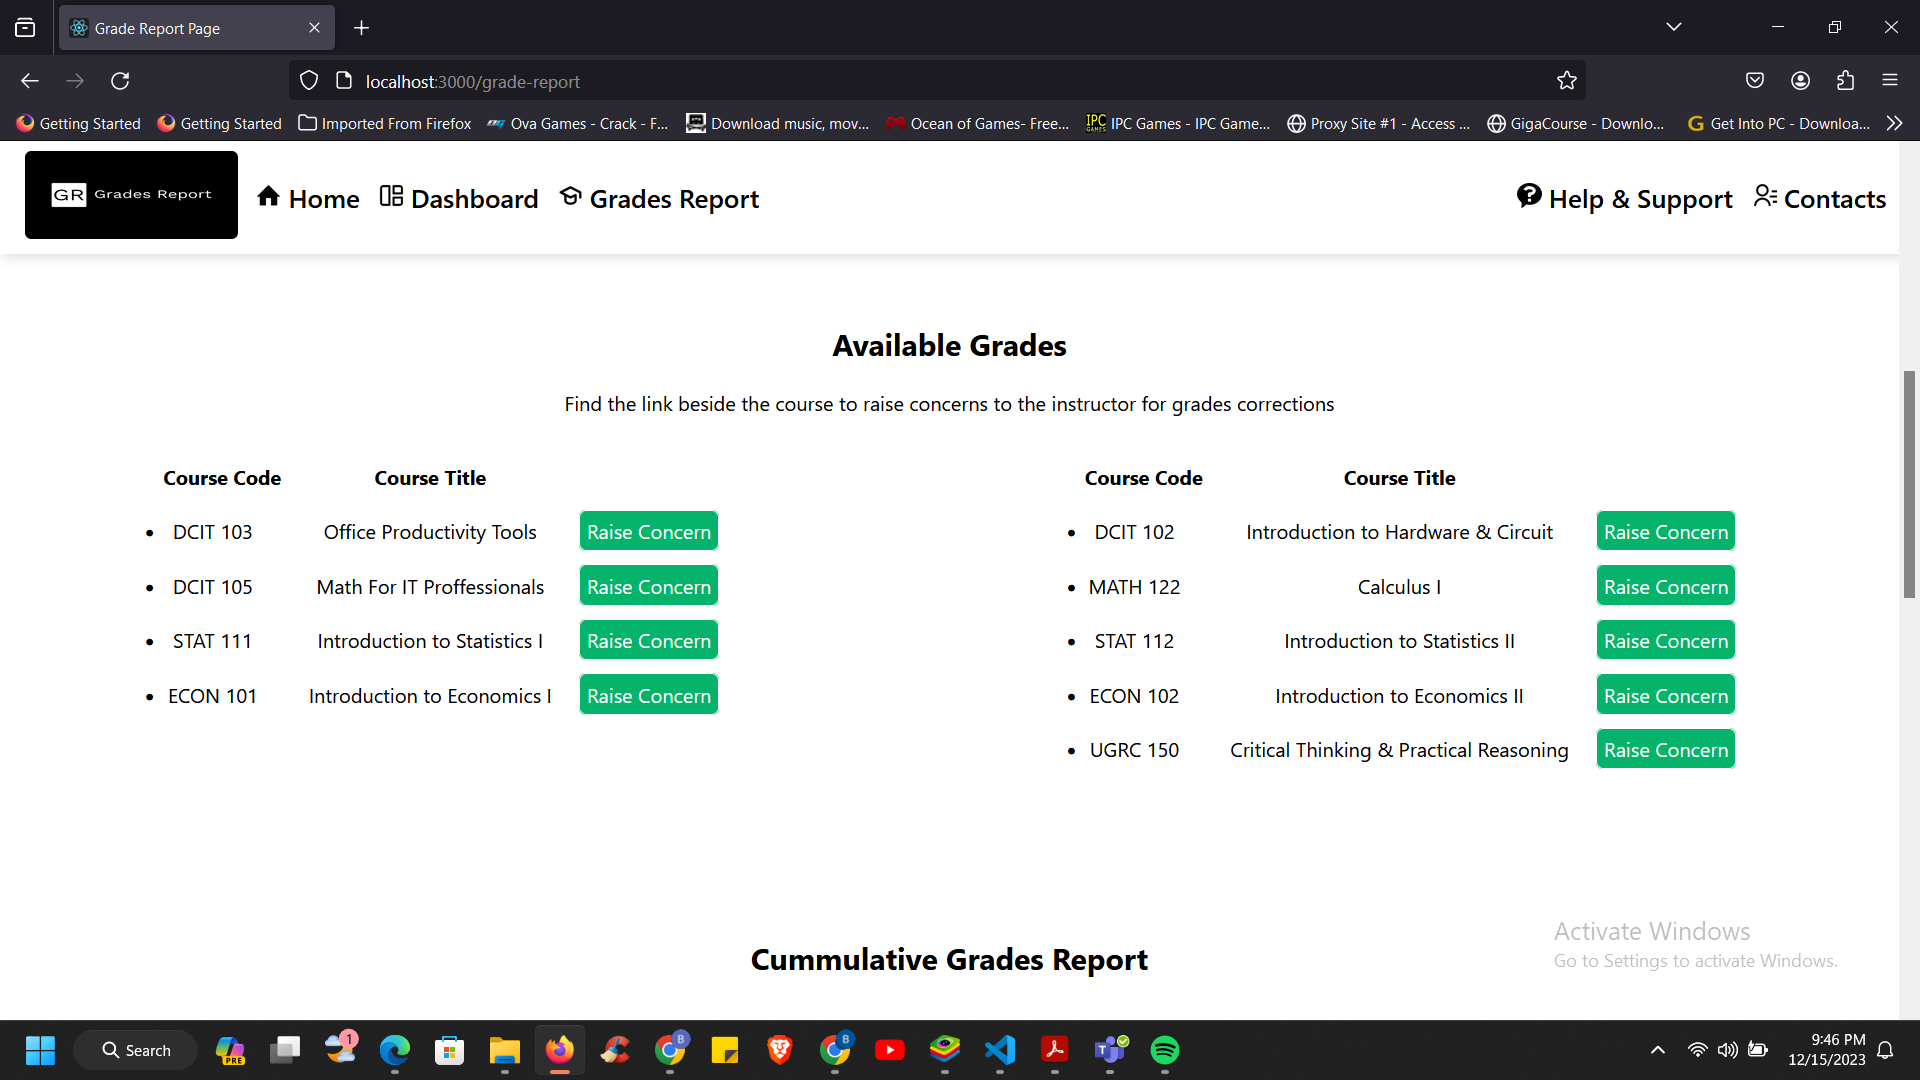 Grade Report Page
localhost:3000/grade-report
Getting Started Getting Started Imported From Firefox Ova Games - Crack - F... Download music, mov... Ocean of Games- Free... IPC Games - IPC Game... Proxy Site #1 - Access ... GigaCourse - Downlo... Get Into PC - Downloa...
GR Grades Report Home Dashboard Grades Report Help & Support Contacts
Available Grades
Find the link beside the course to raise concerns to the instructor for grades corrections
Course Code Course Title
• DCIT 103 Office Productivity Tools Raise Concern
• DCIT 105 Math For IT Proffessionals Raise Concern
• STAT 111 Introduction to Statistics I Raise Concern
• ECON 101 Introduction to Economics I Raise Concern
Course Code Course Title
• DCIT 102 Introduction to Hardware & Circuit Raise Concern
• MATH 122 Calculus I Raise Concern
• STAT 112 Introduction to Statistics II Raise Concern
• ECON 102 Introduction to Economics II Raise Concern
• UGRC 150 Critical Thinking & Practical Reasoning Raise Concern
Cummulative Grades Report
Activate Windows
Go to Settings to activate Windows.
Search PRE 1 B B
9:46 PM
12/15/2023